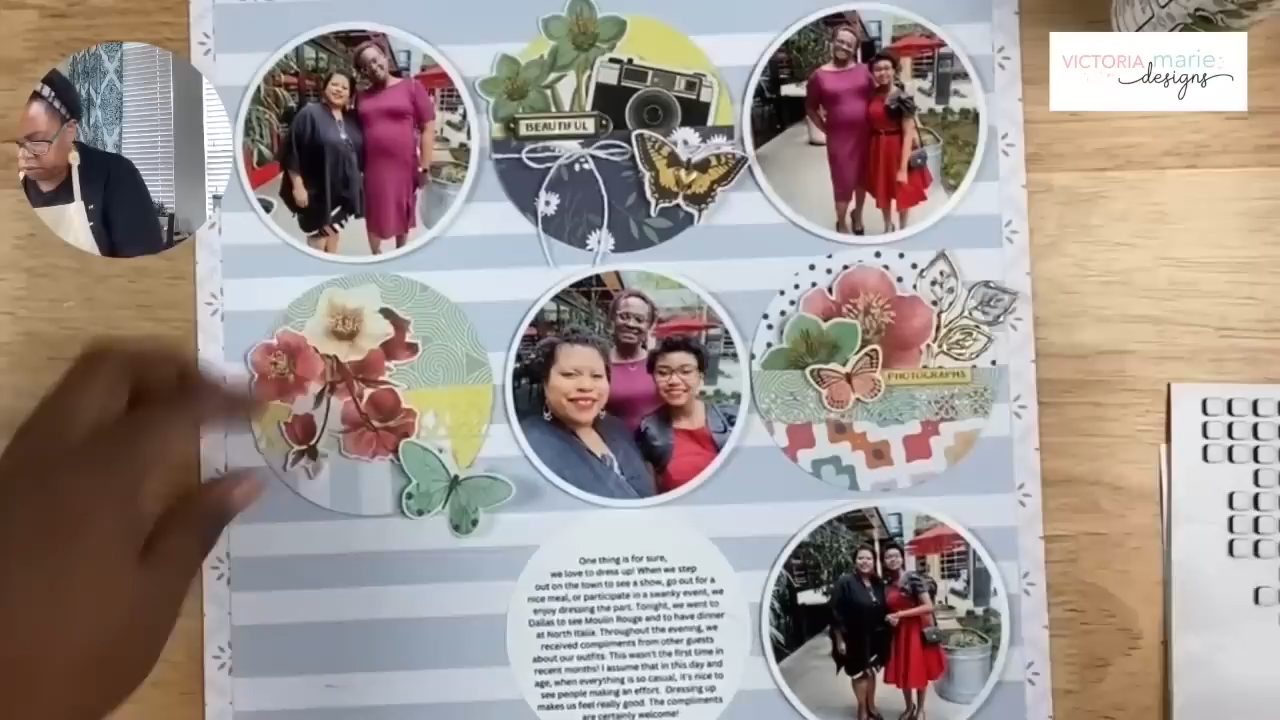 VICTORIA marie
designs
BEAUTIFUL
PHOTOGRAPHS
One thing is for sure,
we love to dress up! When we step
out on the town to see a show, go out for a
nice meal, or participate in a swanky event, we
enjoy dressing the part. Tonight, we went to
Dallas to see Moulin Rouge and to have dinner
at North Italia. Throughout the evening, we
received compliments from other guests
about our outfits. This wasn't the first time in
recent months! I assume that in this day and
age, when everything is so casual, it's nice to
see people making an effort. Dressing up
makes us feel really good. The compliments
are certainly welcome!